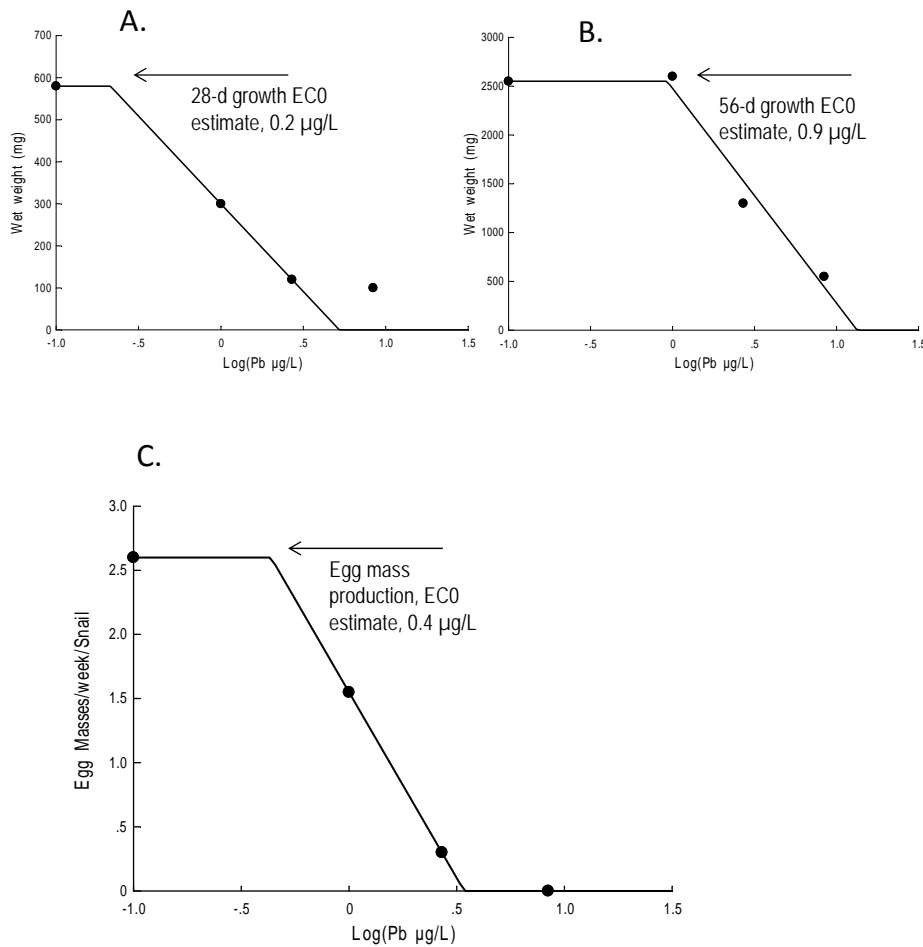 A.
700
600
500
400
300
200
100
0
Wet weight (mg)
-1.0
-.5
0
.5
1.0
1.5
Log(Pb µg/L)
28-d growth EC0
estimate, 0.2 µg/L
B.
3000
2500
2000
1500
1000
500
0
Wet weight (mg)
-1.0
-.5
0
.5
1.0
1.5
Log(Pb µg/L)
56-d growth EC0
estimate, 0.9 µg/L
C.
3.0
2.5
2.0
1.5
1.0
.5
0
Egg Masses/week/Snail
-1.0
-.5
0
.5
1.0
1.5
Log(Pb µg/L)
Egg mass
production, EC0
estimate, 0.4 µg/L